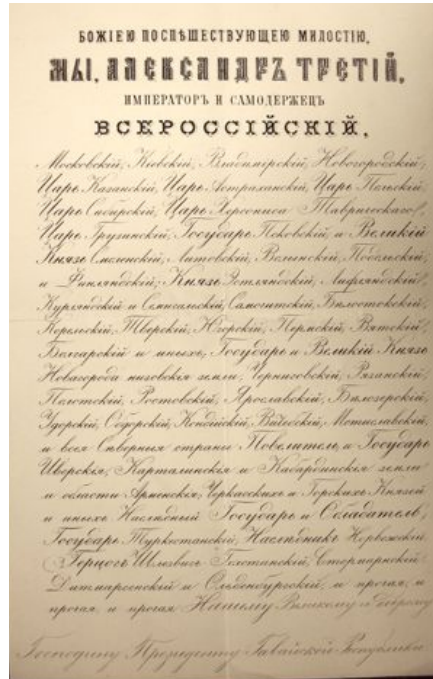 БОЖІЕЮ ПОСПѢШЕСТВУЮЩЕЮ МИЛОСТІЮ,
МЫ, АЛЕКСАНДРЪ ТРЕТІЙ,
ИМПЕРАТОРЪ И САМОДЕРЖЕЦЪ
ВСЕРОССІЙСКІЙ,
Московскій, Кіевскій, Владимірскій, Новогородскій,
Царь Казанскій, Царь Астраханскій, Царь Польскій,
Царь Сибирскій, Царь Херсониса Таврическаго,
Царь Грузинскій, Государь Псковскій, и Великій
Князь Смоленскій, Литовскій, Волынскій, Подольскій,
и Финляндскій, Князь Эстляндскій, Лифляндскій,
Курляндскій и Семигальскій, Самогитскій, Бѣлостокскій,
Корельскій, Тверскій, Югорскій, Пермскій, Вятскій,
Болгарскій и иныхъ; Государь и Великій Князь
Новагорода низовскія земли, Черниговскій, Рязанскій,
Полотскій, Ростовскій, Ярославскій, Бѣлозерскій,
Удорскій, Обдорскій, Кондійскій, Витебскій, Мстиславскій,
и всея Сѣверныя страны Повелитель, и Государь
Иверскія, Карталинскія и Кабардинскія земли
и области Арменскія, Черкасскихъ и Горскихъ Князей
и иныхъ Наслѣдный Государь и Обладатель,
Государь Туркестанскій, Наслѣдникъ Норвежскій,
Герцогъ Шлезвигъ Голстинскій, Стормарнскій
Дитмарсенскій и Ольденбургскій, и прочая, и
прочая, и прочая Нашему Великому и Доброму
Господину Президенту Гавайской Республики